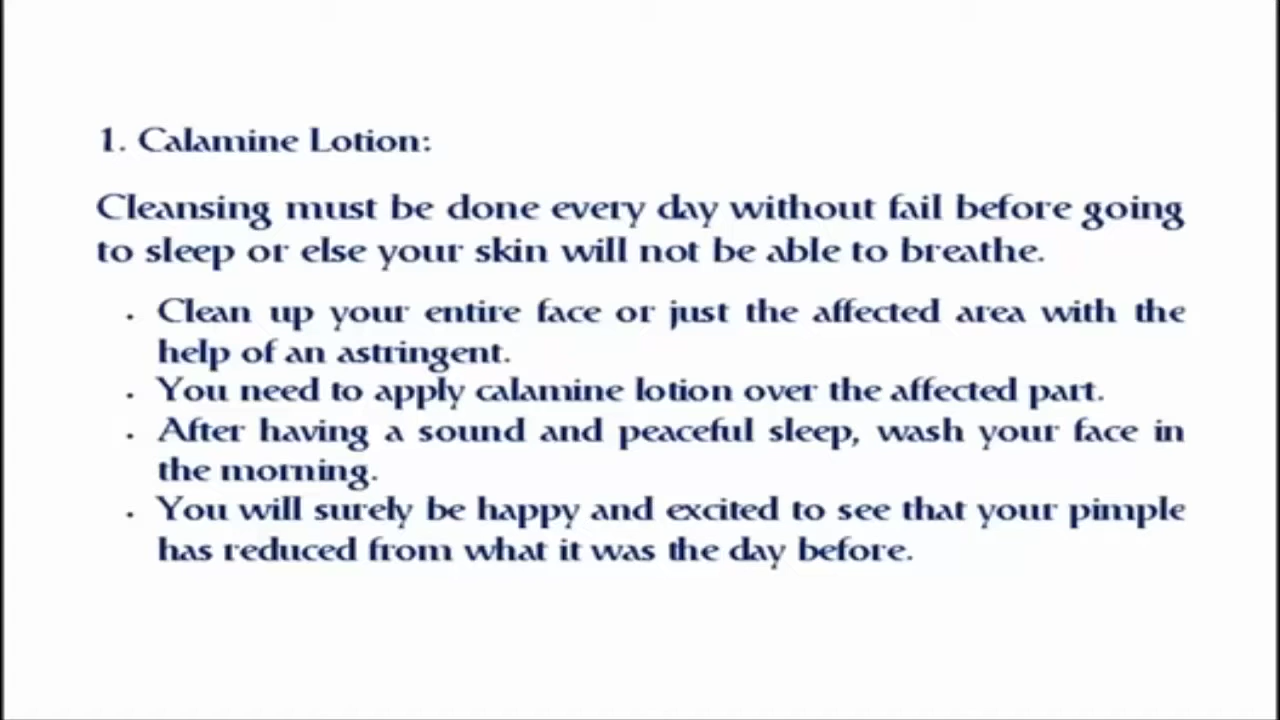 1. Calamine Lotion:
Cleansing must be done every day without fail before going
to sleep or else your skin will not be able to breathe.
• Clean up your entire face or just the affected area with the
help of an astringent.
• You need to apply calamine lotion over the affected part.
• After having a sound and peaceful sleep, wash your face in
the morning.
• You will surely be happy and excited to see that your pimple
has reduced from what it was the day before.